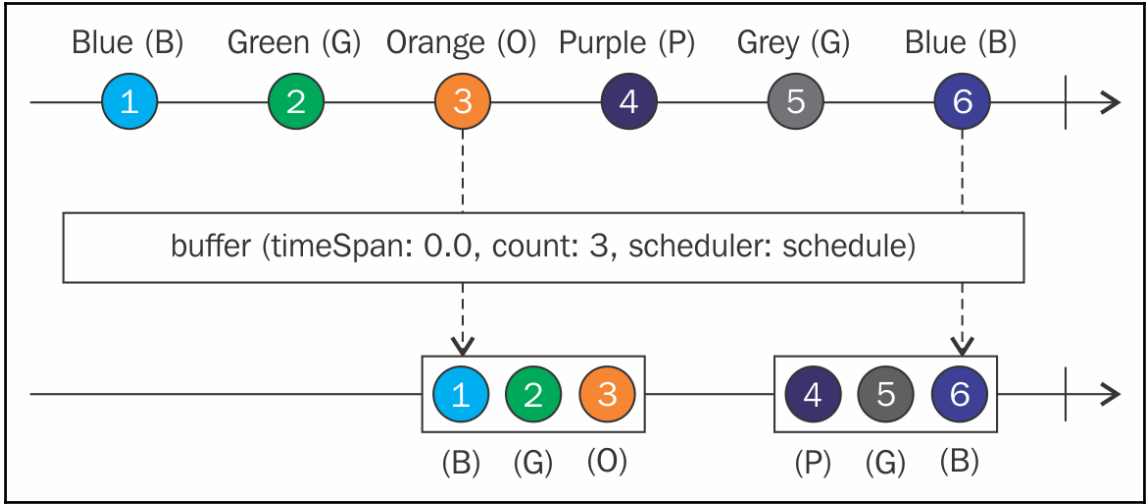 Blue (B) Green (G) Orange (O) Purple (P) Grey (G) Blue (B)
1 2 3 4 5 6
buffer (timeSpan: 0.0, count: 3, scheduler: schedule)
1 2 3 4 5 6
(B) (G) (O) (P) (G) (B)